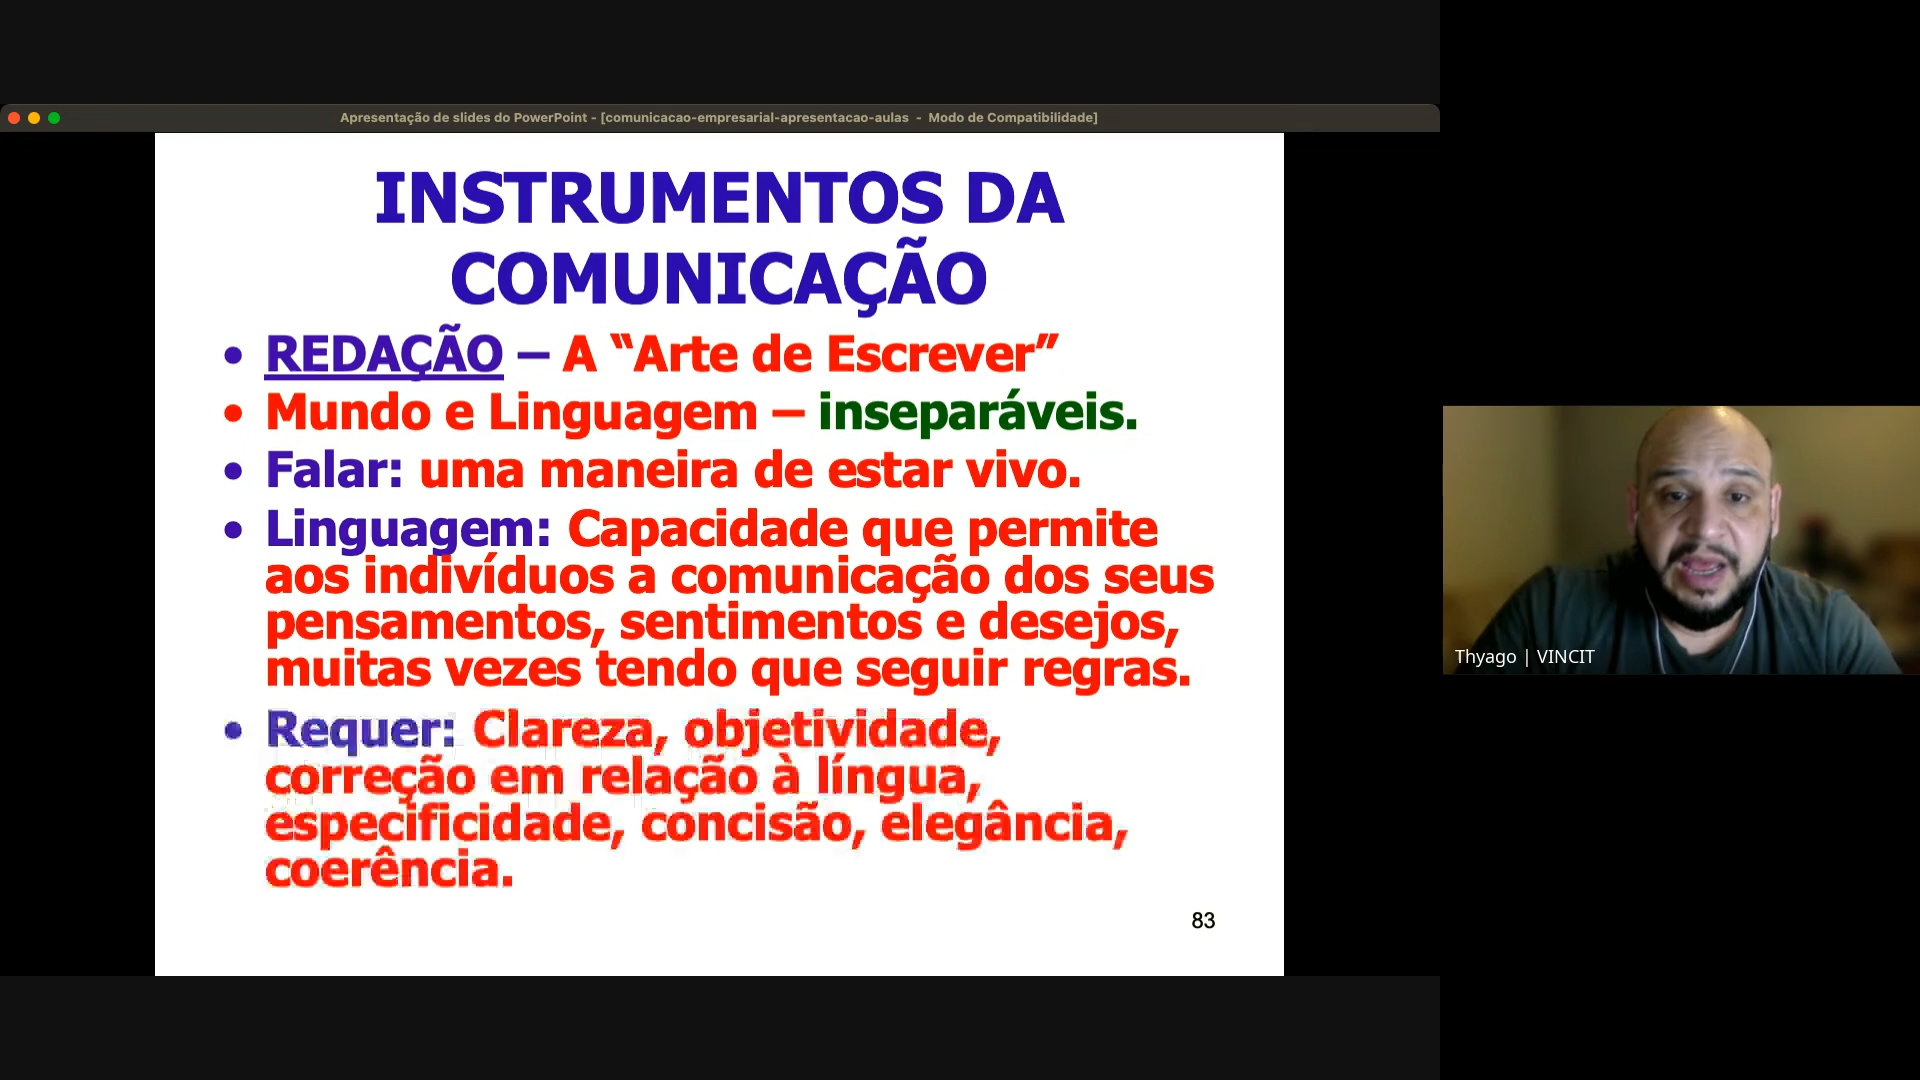 Apresentação de slides do PowerPoint - [comunicacao-empresarial-apresentacao-aulas - Modo de Compatibilidade]
INSTRUMENTOS DA
COMUNICAÇÃO
• REDAÇÃO – A “Arte de Escrever”
• Mundo e Linguagem – inseparáveis.
• Falar: uma maneira de estar vivo.
• Linguagem: Capacidade que permite
aos indivíduos a comunicação dos seus
pensamentos, sentimentos e desejos,
muitas vezes tendo que seguir regras.
• Requer: Clareza, objetividade,
correção em relação à língua,
especificidade, concisão, elegância,
coerência.
83
Thyago | VINCIT